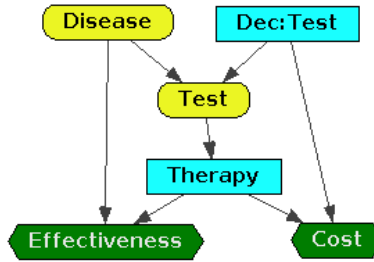 Disease
Dec:Test
Test
Therapy
Effectiveness
Cost